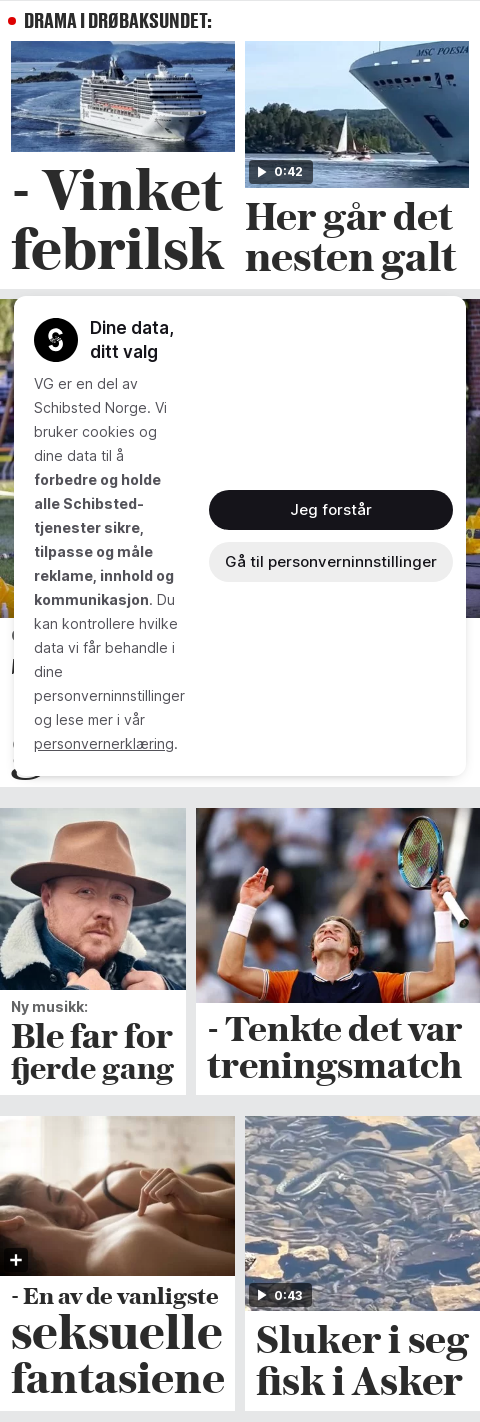 DRAMA I DRØBAKSUNDET:
- Vinket
febrilsk
MSC POESIA
0:42
Her går det
nesten galt
Dine data,
ditt valg
VG er en del av
Schibsted Norge. Vi
bruker cookies og
dine data til å
forbedre og holde
alle Schibsted-
tjenester sikre,
tilpasse og måle
reklame, innhold og
kommunikasjon. Du
kan kontrollere hvilke
data vi får behandle i
dine
personverninnstillinger
og lese mer i vår
personvernerklæring.
Jeg forstår
Gå til personverninnstillinger
Ny musikk:
Ble far for
fjerde gang
- Tenkte det var
treningsmatch
- En av de vanligste
seksuelle
fantasiene
0:43
Sluker i seg
fisk i Asker